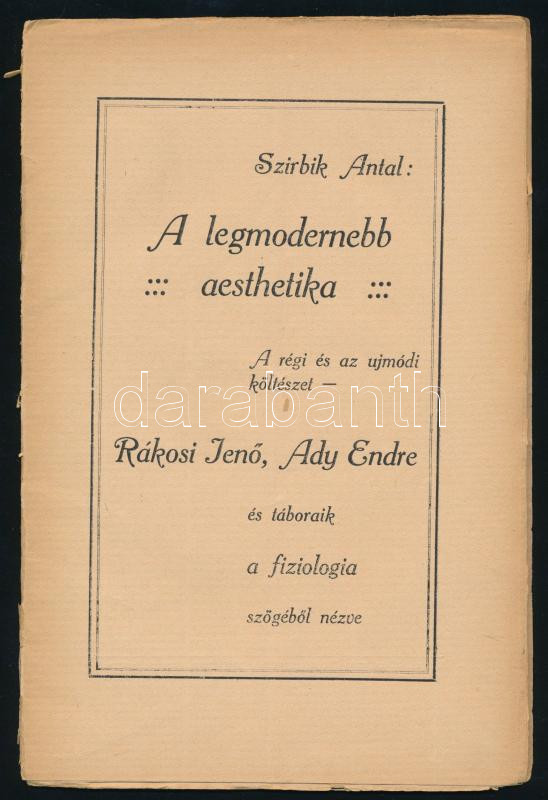 Szirbik Antal:
A legmodernebb
::: aesthetika :::
A régi és az ujmódi
költészet —
darabanth
Rákosi Jenő, Ady Endre
és táboraik
a fiziologia
szögéből nézve